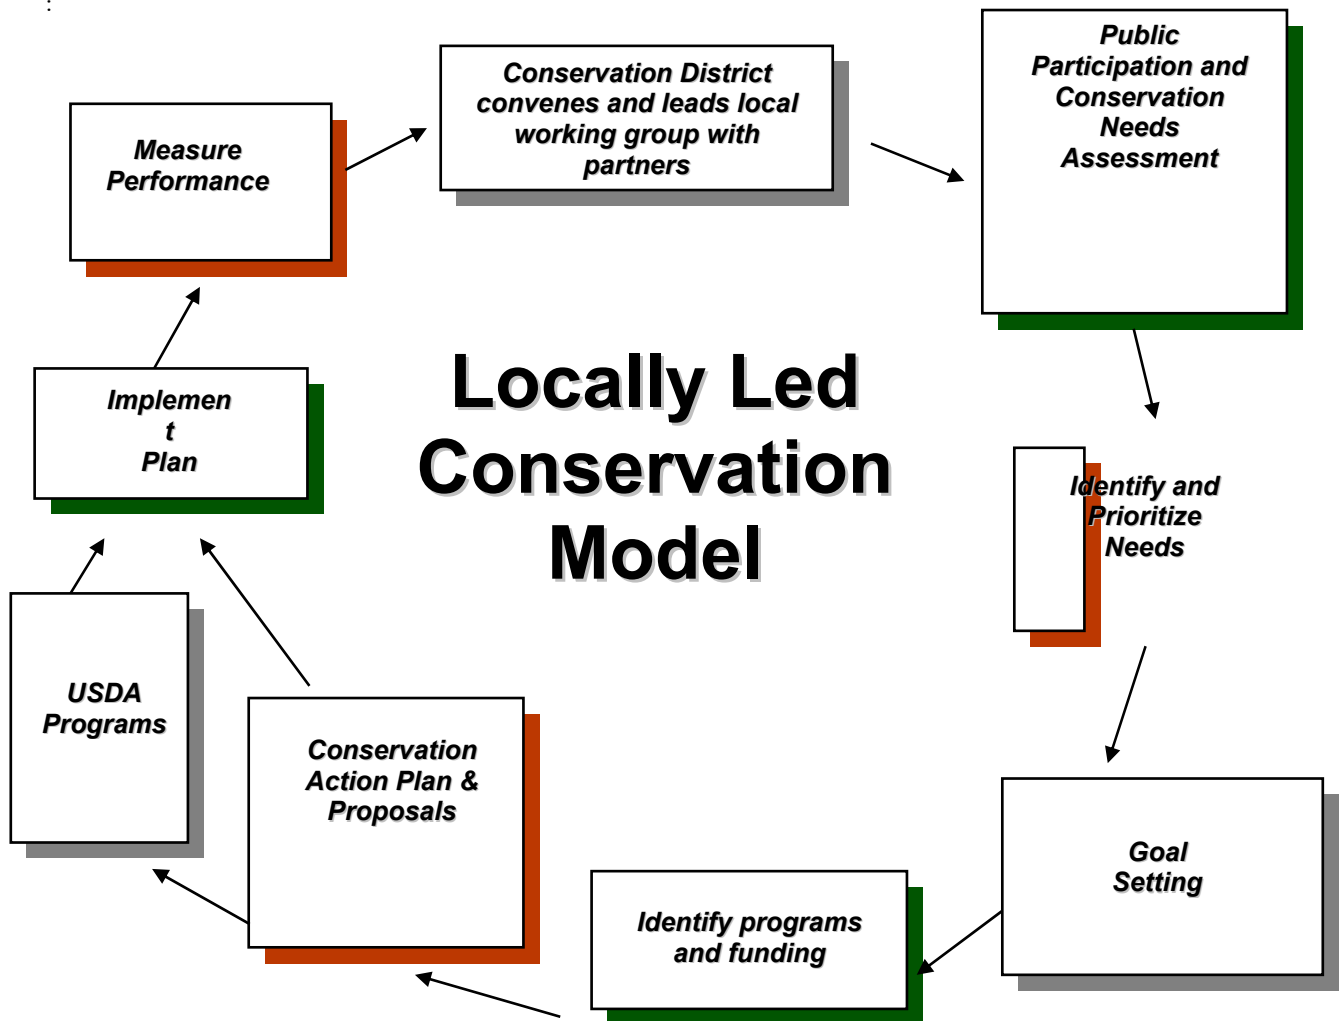 :
Conservation District
convenes and leads local
working group with
partners
Public
Participation and
Conservation
Needs
Assessment
Measure
Performance
Locally Led
Conservation
Model
Implemen
t
Plan
Identify and
Prioritize
Needs
USDA
Programs
Conservation
Action Plan &
Proposals
Goal
Setting
Identify programs
and funding